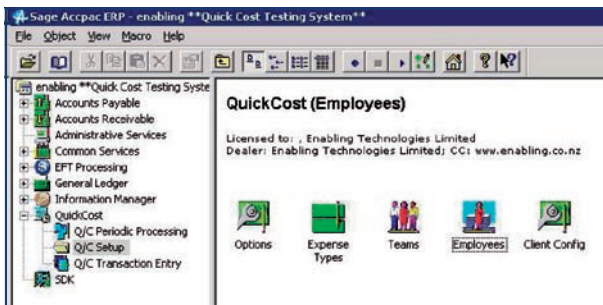 Sage Accpac ERP - enabling **Quick Cost Testing System**
File Object View Macro Help
enabling **Quick Cost Testing Syste
Accounts Payable
Accounts Receivable
Administrative Services
Common Services
EFT Processing
General Ledger
Information Manager
QuickCost
Q/C Periodic Processing
Q/C Setup
Q/C Transaction Entry
SDK
QuickCost (Employees)
Licensed to: , Enabling Technologies Limited
Dealer: Enabling Technologies Limited; CC: www.enabling.co.nz
Options
Expense
Types
Teams
Employees
Client Config